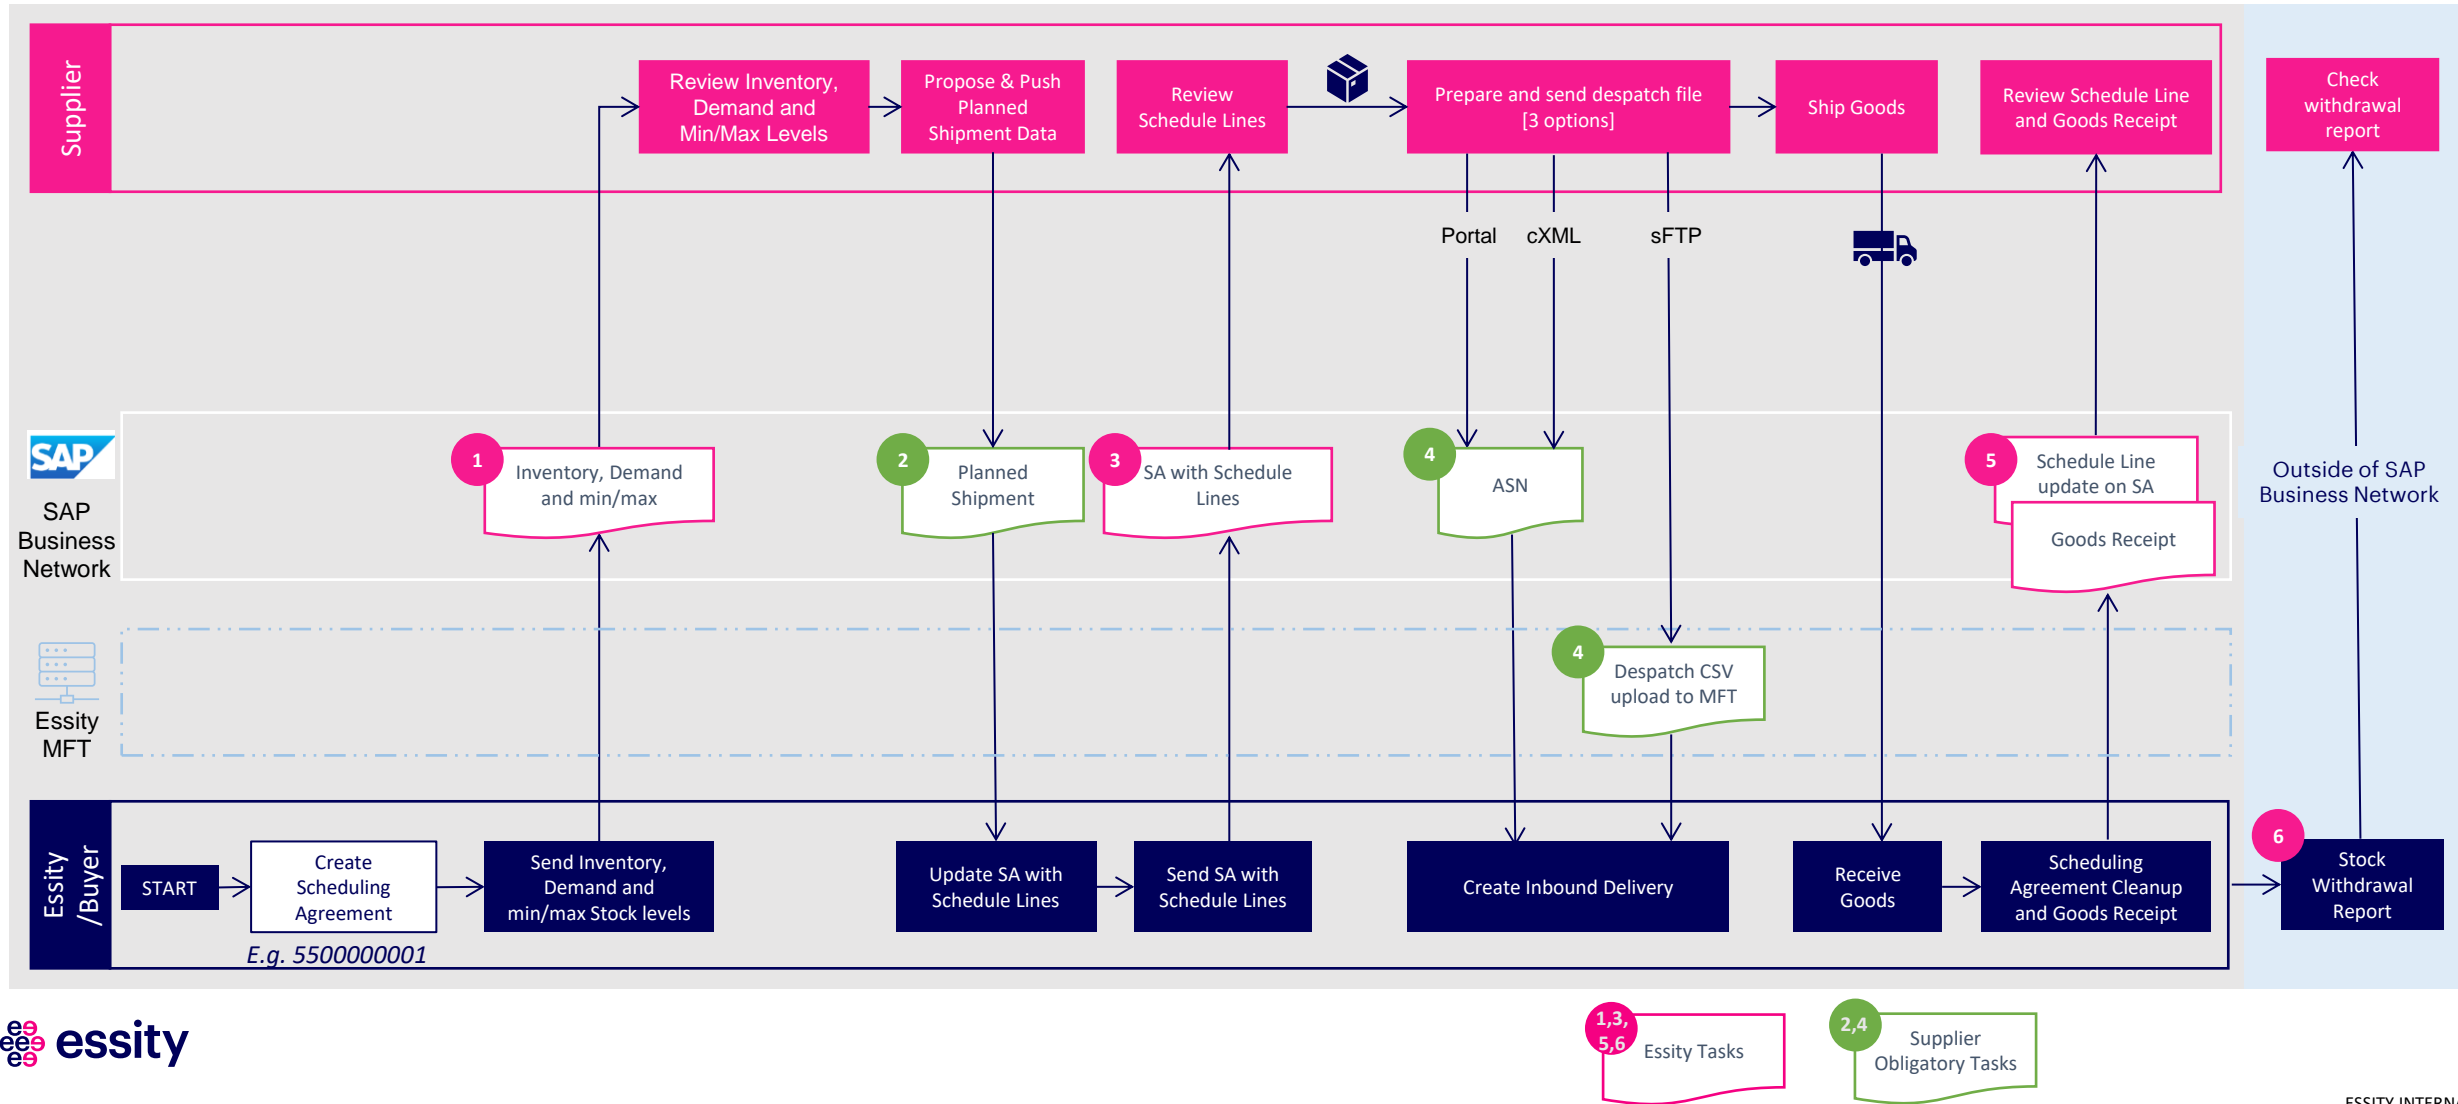 Supplier
Review Inventory,
Demand and
Min/Max Levels
Propose & Push
Planned
Shipment Data
Review
Schedule Lines
Prepare and send despatch file
[3 options]
Ship Goods
Review Schedule Line
and Goods Receipt
Check
withdrawal
report
Portal
cXML
sFTP
SAP
SAP
Business
Network
1
Inventory, Demand
and min/max
2
Planned
Shipment
3
SA with Schedule
Lines
4
ASN
5
Schedule Line
update on SA
Goods Receipt
Outside of SAP
Business Network
Essity
MFT
4
Despatch CSV
upload to MFT
Essity
/Buyer
START
Create
Scheduling
Agreement
E.g. 5500000001
Send Inventory,
Demand and
min/max Stock levels
Update SA with
Schedule Lines
Send SA with
Schedule Lines
Create Inbound Delivery
Receive
Goods
Scheduling
Agreement Cleanup
and Goods Receipt
6
Stock
Withdrawal
Report
essity
1,3,
5,6
Essity Tasks
2,4
Supplier
Obligatory Tasks
ESSITY